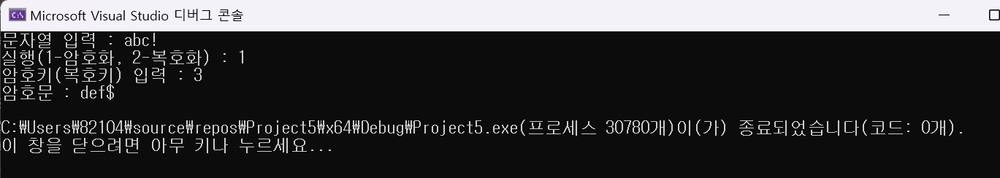 Microsoft Visual Studio 디버그 콘솔
문자열 입력 : abc!
실행(1-암호화, 2-복호화) : 1
암호키(복호키) 입력 : 3
암호문 : def$
C:₩Users₩82104₩source₩repos₩Project5₩x64₩Debug₩Project5.exe(프로세스 30780개)이(가) 종료되었습니다(코드: 0개).
이 창을 닫으려면 아무 키나 누르세요...